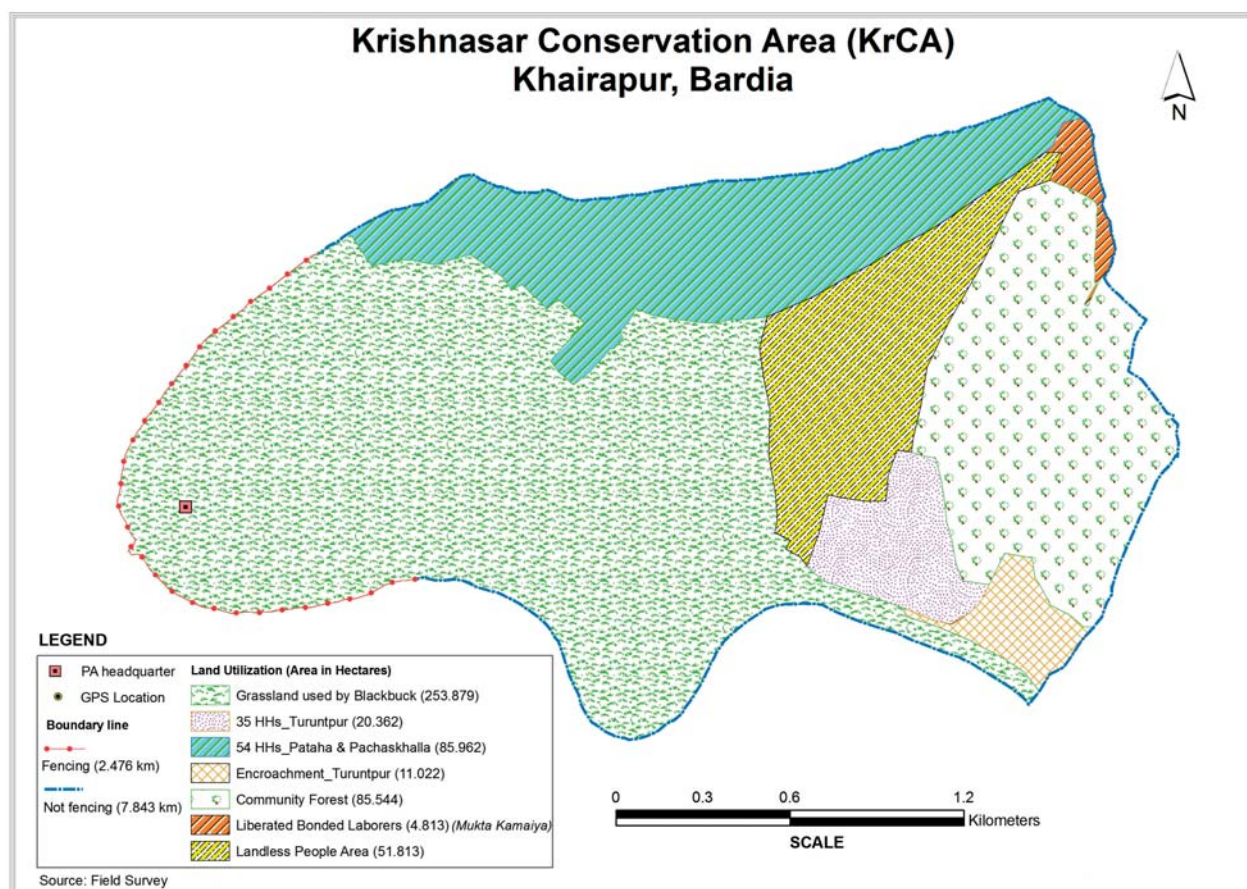 Krishnasar Conservation Area (KrCA)
Khairapur, Bardia
N
LEGEND
PA headquarter
GPS Location
Boundary line
Fencing (2.476 km)
Not fencing (7.843 km)
Land Utilization (Area in Hectares)
Grassland used by Blackbuck (253.879)
35 HHs_Turuntpur (20.362)
54 HHs_Pataha & Pachaskhalla (85.962)
Encroachment_Turuntpur (11.022)
Community Forest (85.544)
Liberated Bonded Laborers (4.813) (Mukta Kamaiya)
Landless People Area (51.813)
0 0.3 0.6 1.2
Kilometers
SCALE
Source: Field Survey